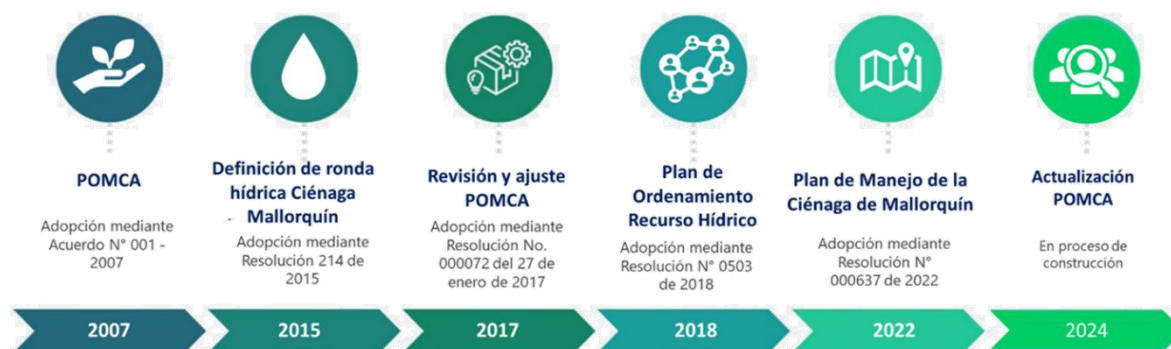 POMCA
Adopción mediante
Acuerdo N° 001 -
2007
Definición de ronda
hídrica Ciénaga
Mallorquín
Adopción mediante
Resolución 214 de
2015
Revisión y ajuste
POMCA
Adopción mediante
Resolución No.
000072 del 27 de
enero de 2017
Plan de
Ordenamiento
Recurso Hídrico
Adopción mediante
Resolución N° 0503
de 2018
Plan de Manejo de la
Ciénaga de Mallorquín
Adopción mediante
Resolución N°
000637 de 2022
Actualización
POMCA
En proceso de
construcción
2007
2015
2017
2018
2022
2024